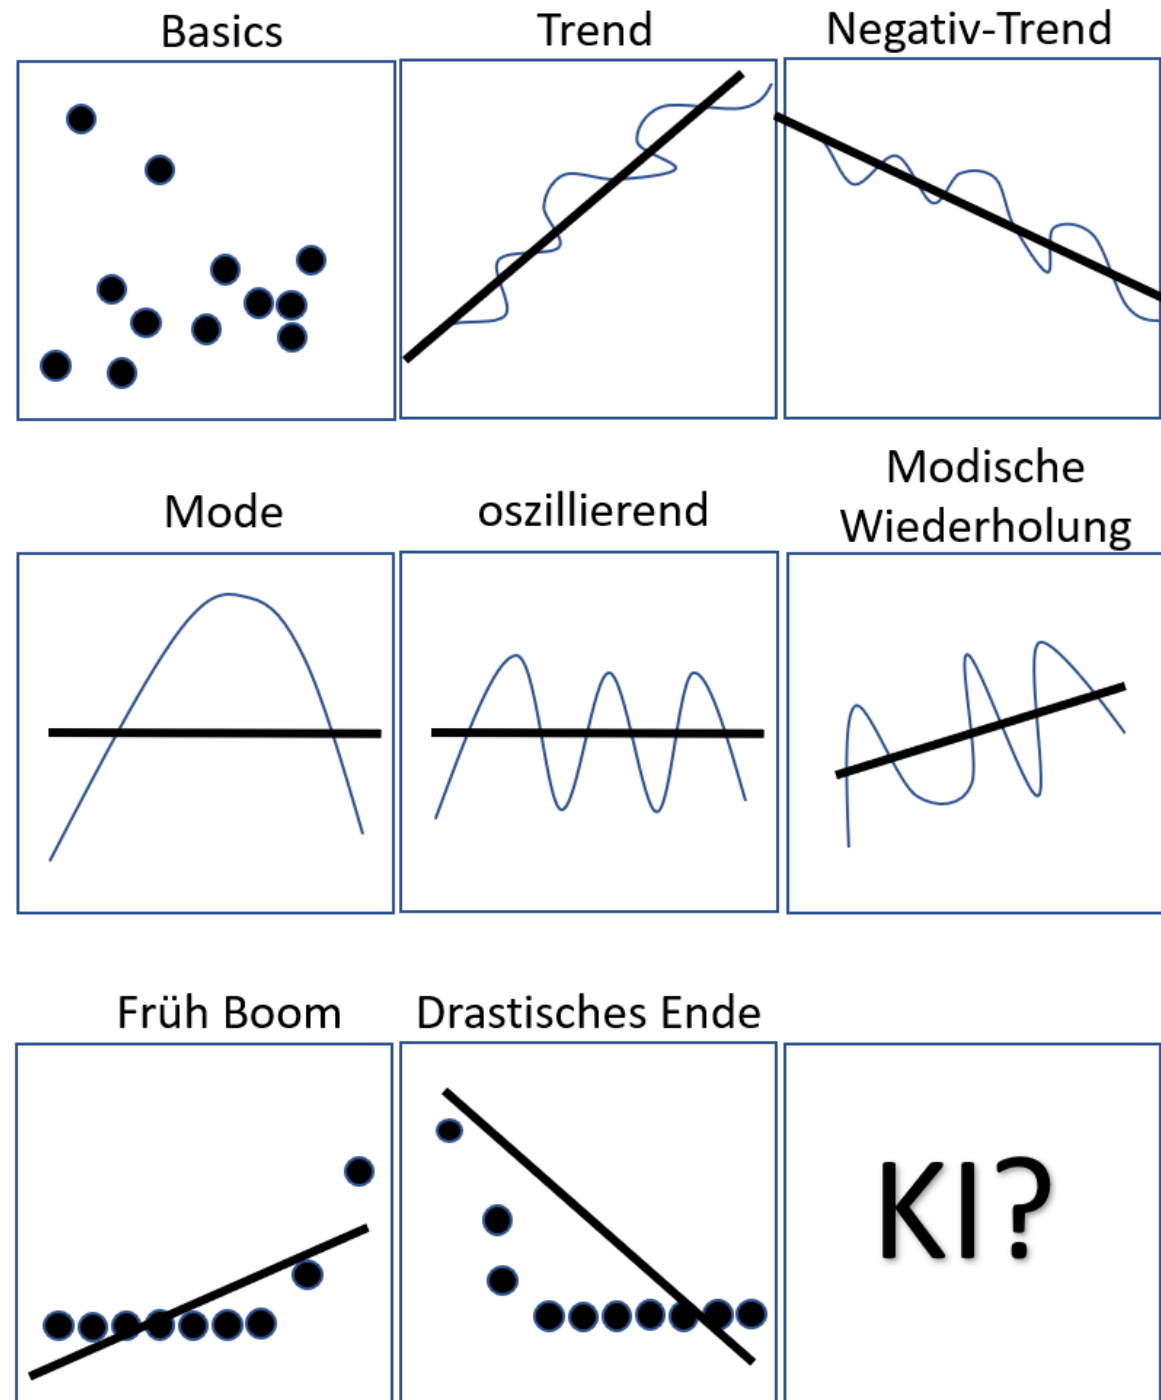 Basics
Trend
Negativ-Trend
Mode
oszillierend
Modische
Wiederholung
Früh Boom
Drastisches Ende
KI?